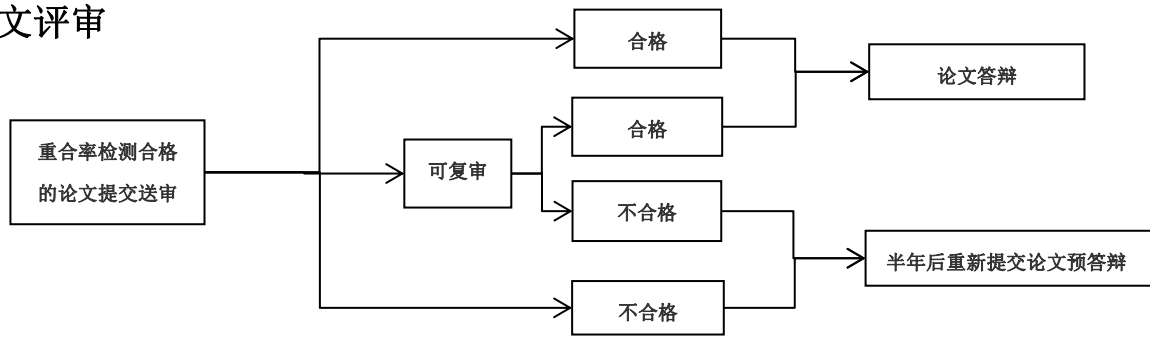 文评审
合格
论文答辩
合格
重合率检测合格
的论文提交送审
可复审
不合格
半年后重新提交论文预答辩
不合格